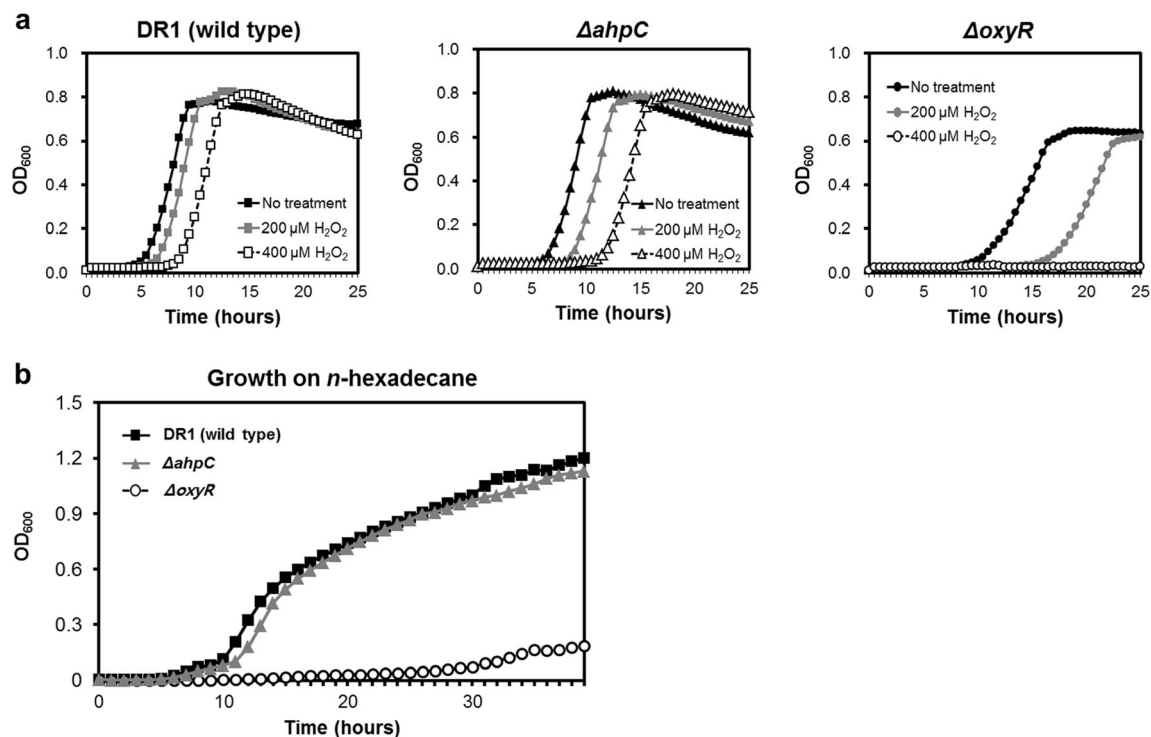 a
DR1 (wild type)
OD600
1.0
0.8
0.6
0.4
0.2
0.0
No treatment
200 µM H2O2
400 µM H2O2
0 5 10 15 20 25
Time (hours)
ΔahpC
OD600
1.0
0.8
0.6
0.4
0.2
0.0
No treatment
200 µM H2O2
400 µM H2O2
0 5 10 15 20 25
Time (hours)
ΔoxyR
OD600
1.0
0.8
0.6
0.4
0.2
0.0
No treatment
200 µM H2O2
400 µM H2O2
0 5 10 15 20 25
Time (hours)
b
Growth on n-hexadecane
OD600
1.5
1.2
0.9
0.6
0.3
0
DR1 (wild type)
ΔahpC
ΔoxyR
0 10 20 30
Time (hours)